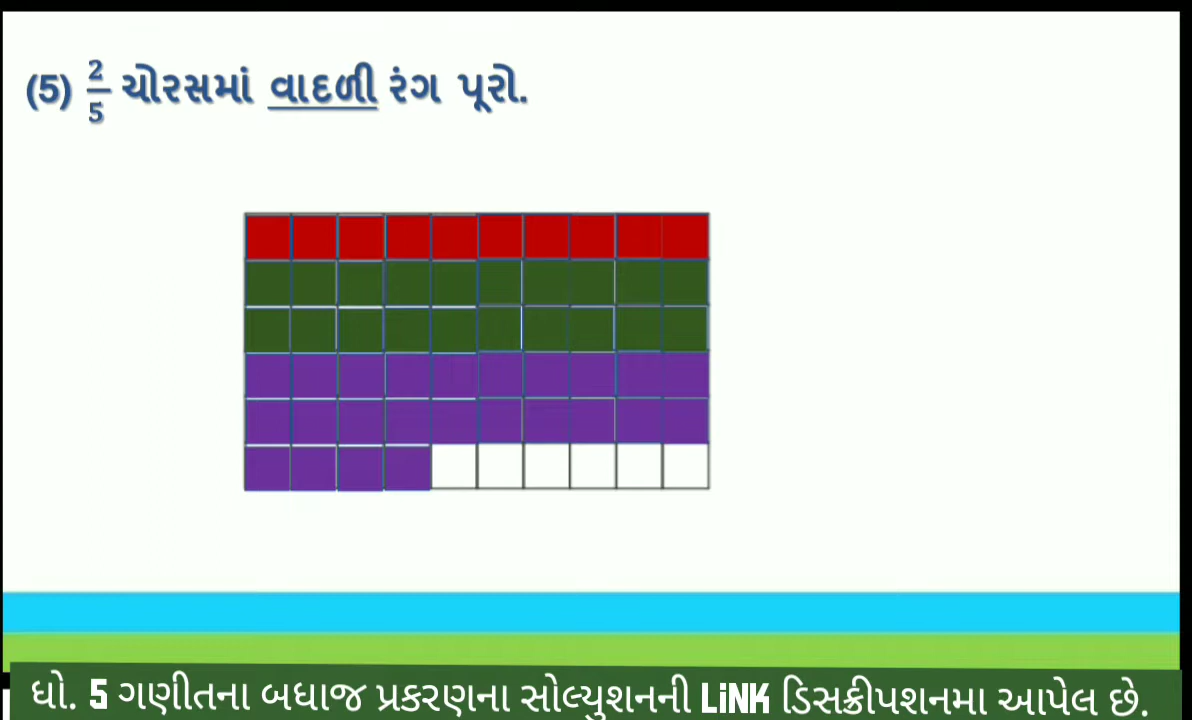 (5) 2/5 ચોરસમાં વાદળી રંગ પૂરો.
ધો. 5 ગણીતના બધાજ પ્રકરણના સોલ્યુશનની LiNK ડિસક્રીપશનમા આપેલ છે.